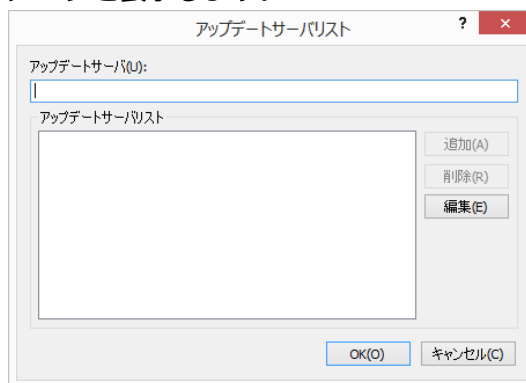 アップデートサーバリスト
?
×
アップデートサーバ(U):
アップデートサーバリスト
追加(A)
削除(R)
編集(E)
OK(O)
キャンセル(C)